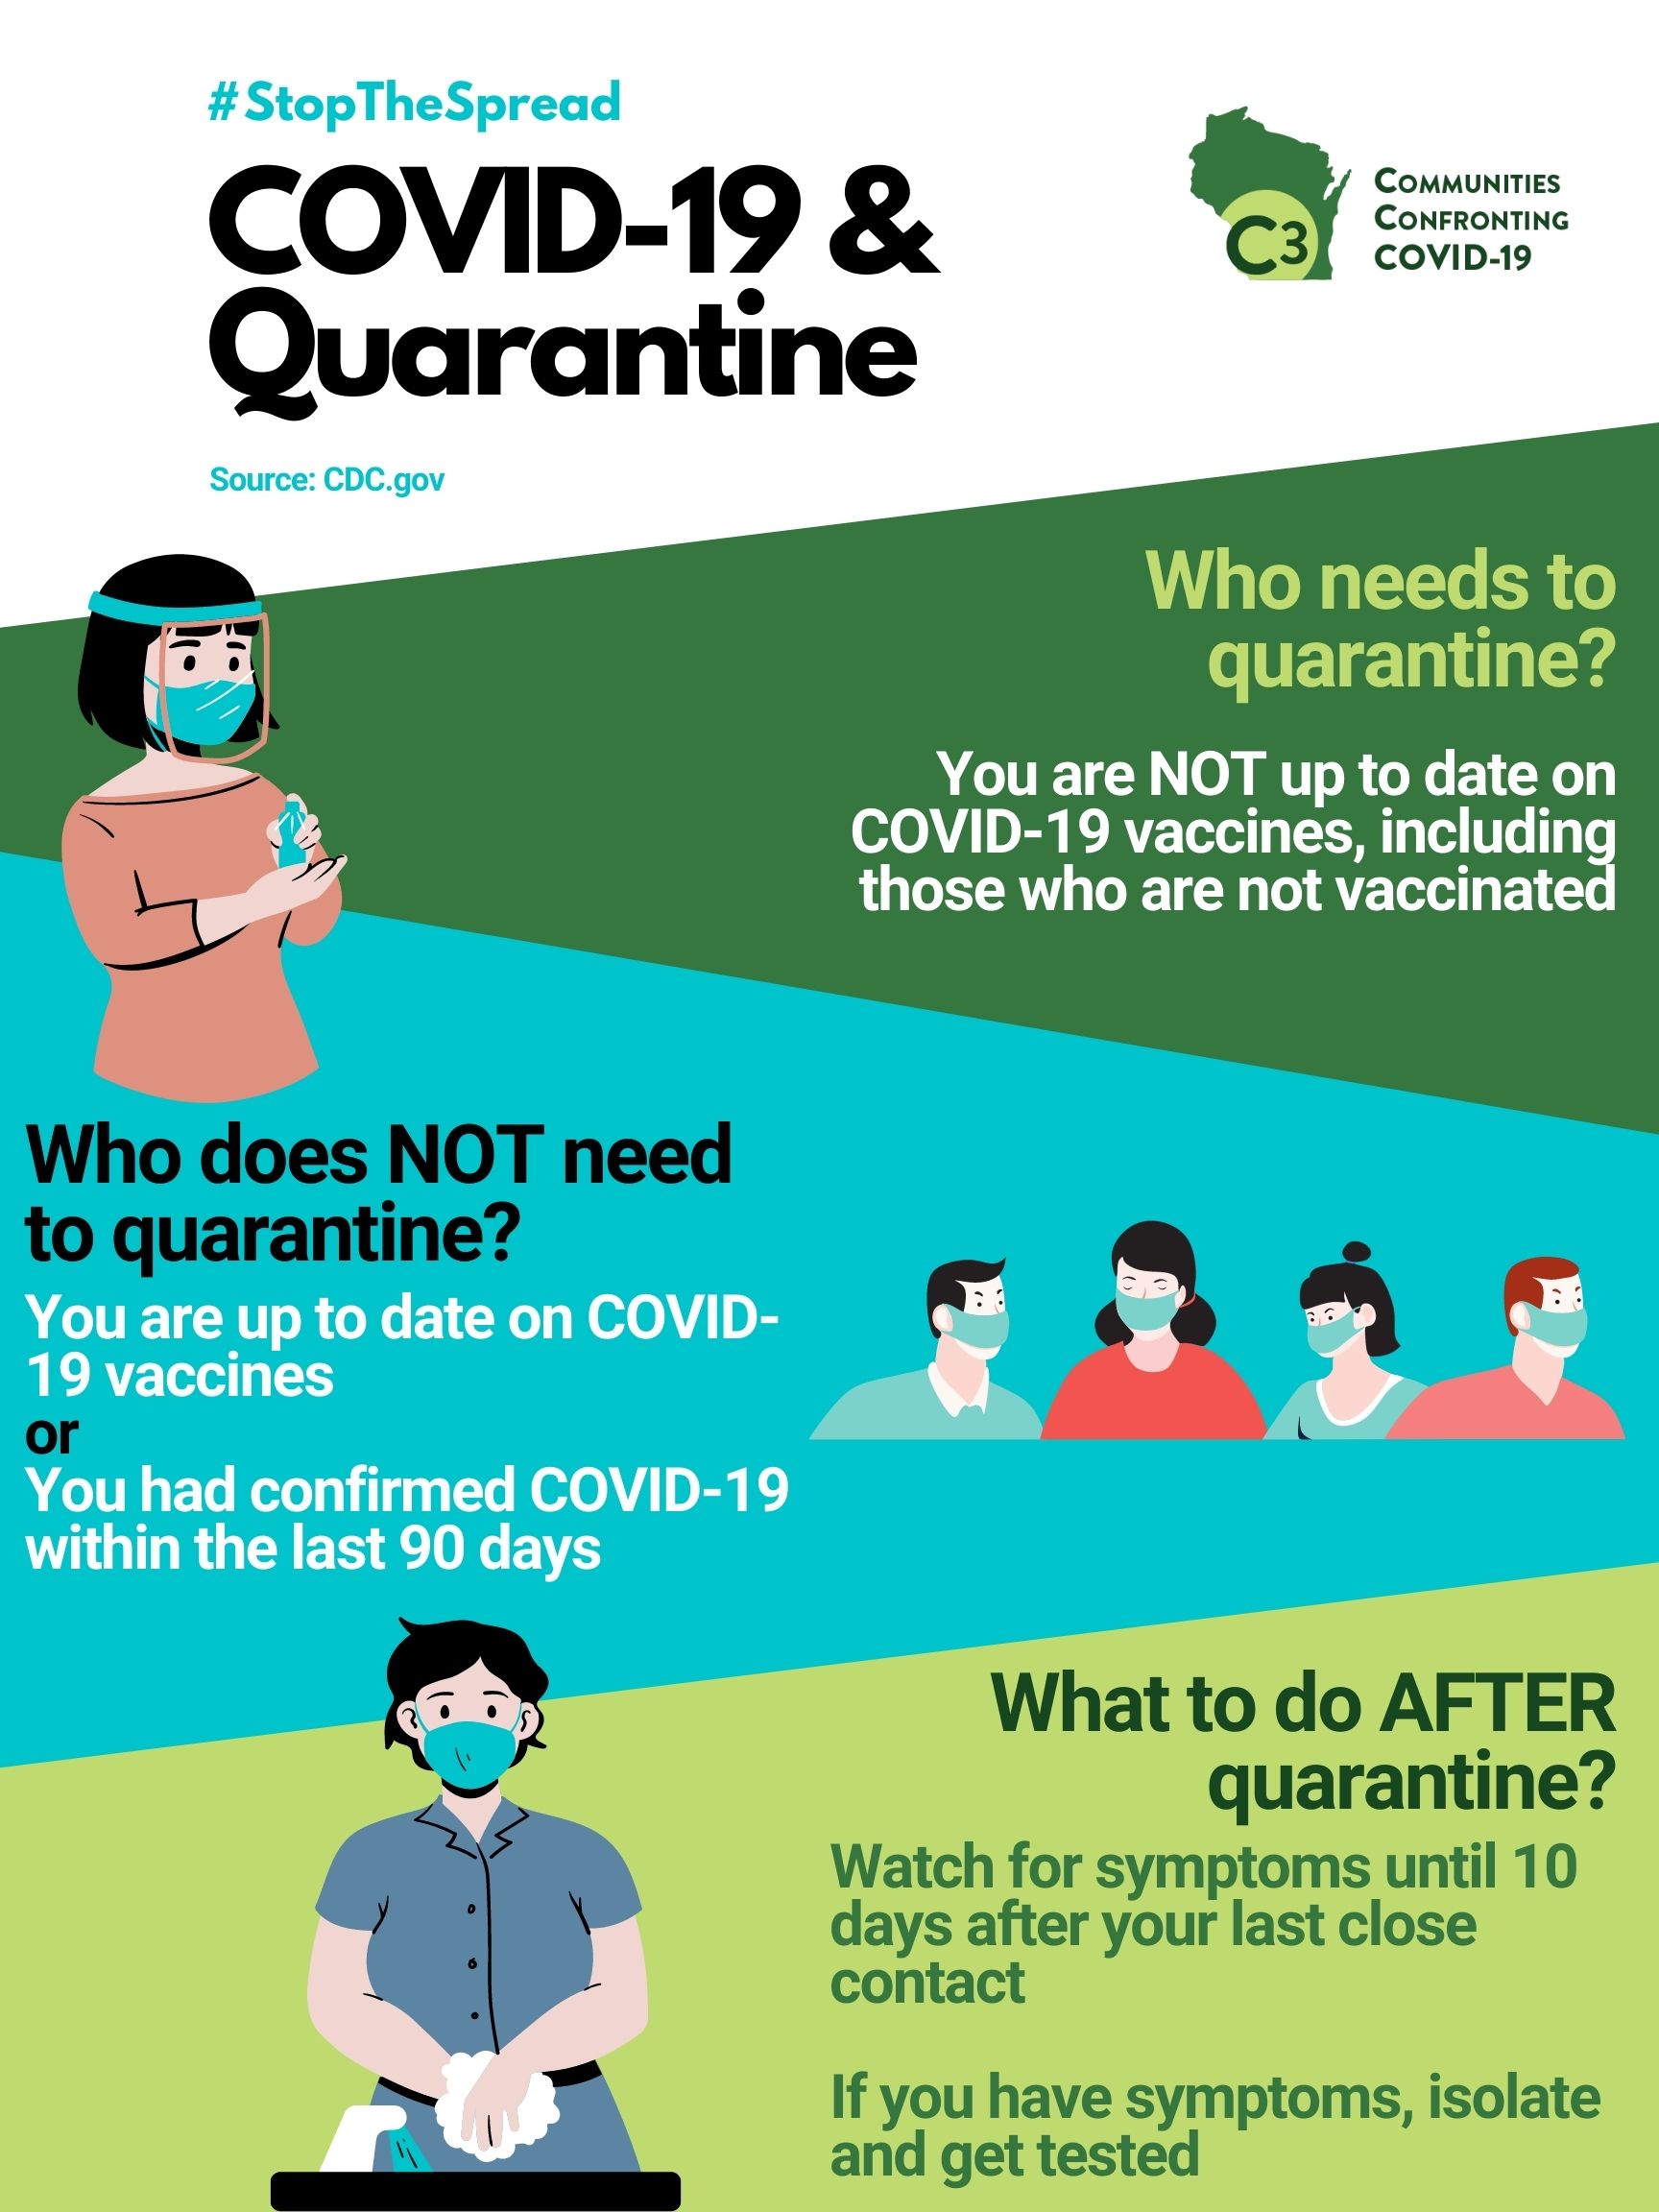 #StopTheSpread
COVID-19 &
Quarantine
Source: CDC.gov
C3
COMMUNITIES
CONFRONTING
COVID-19
Who needs to
quarantine?
You are NOT up to date on
COVID-19 vaccines, including
those who are not vaccinated
Who does NOT need
to quarantine?
You are up to date on COVID-
19 vaccines
or
You had confirmed COVID-19
within the last 90 days
What to do AFTER
quarantine?
Watch for symptoms until 10
days after your last close
contact
If you have symptoms, isolate
and get tested